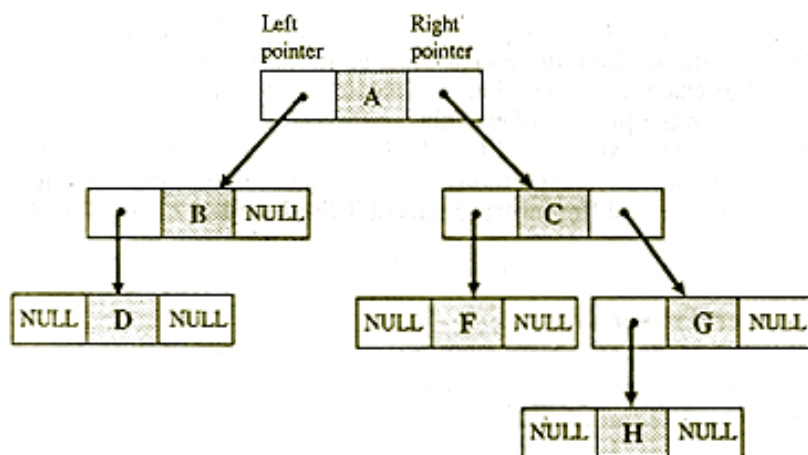 Left Right
pointer pointer
A
B NULL C
NULL D NULL NULL F NULL G NULL
NULL H NULL